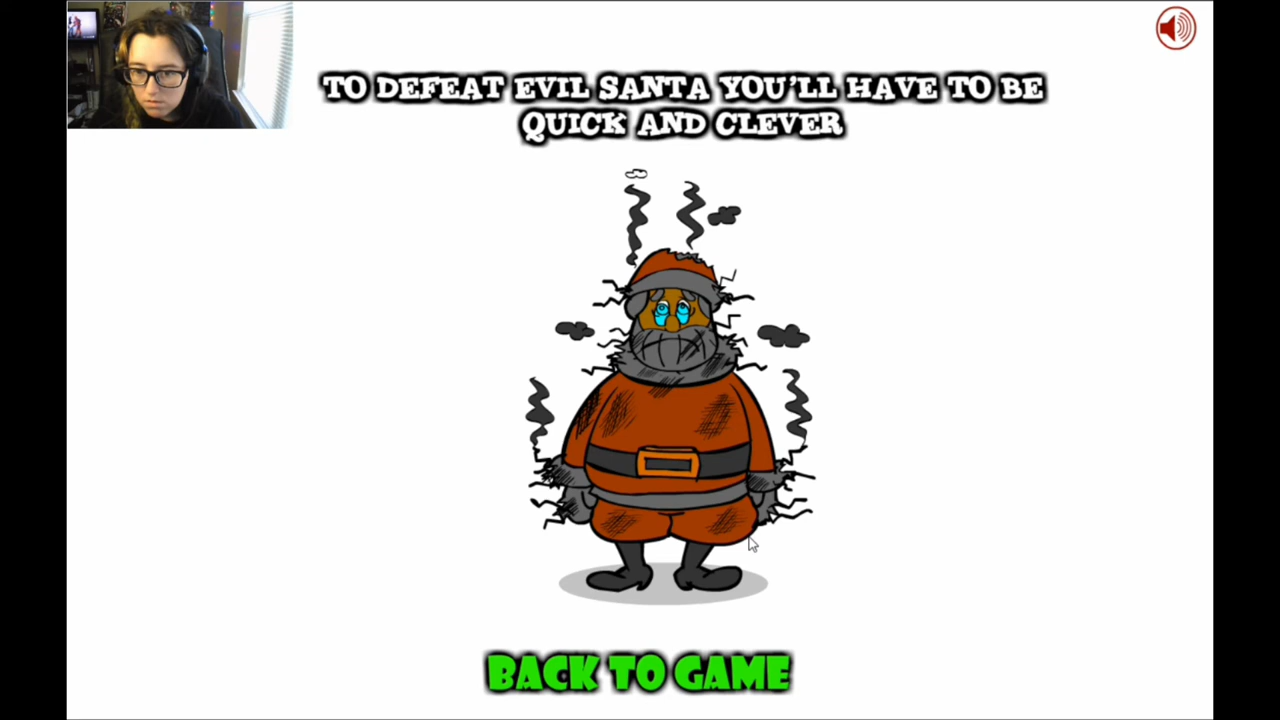 TO DEFEAT EVIL SANTA YOU'LL HAVE TO BE
QUICK AND CLEVER
BACK TO GAME